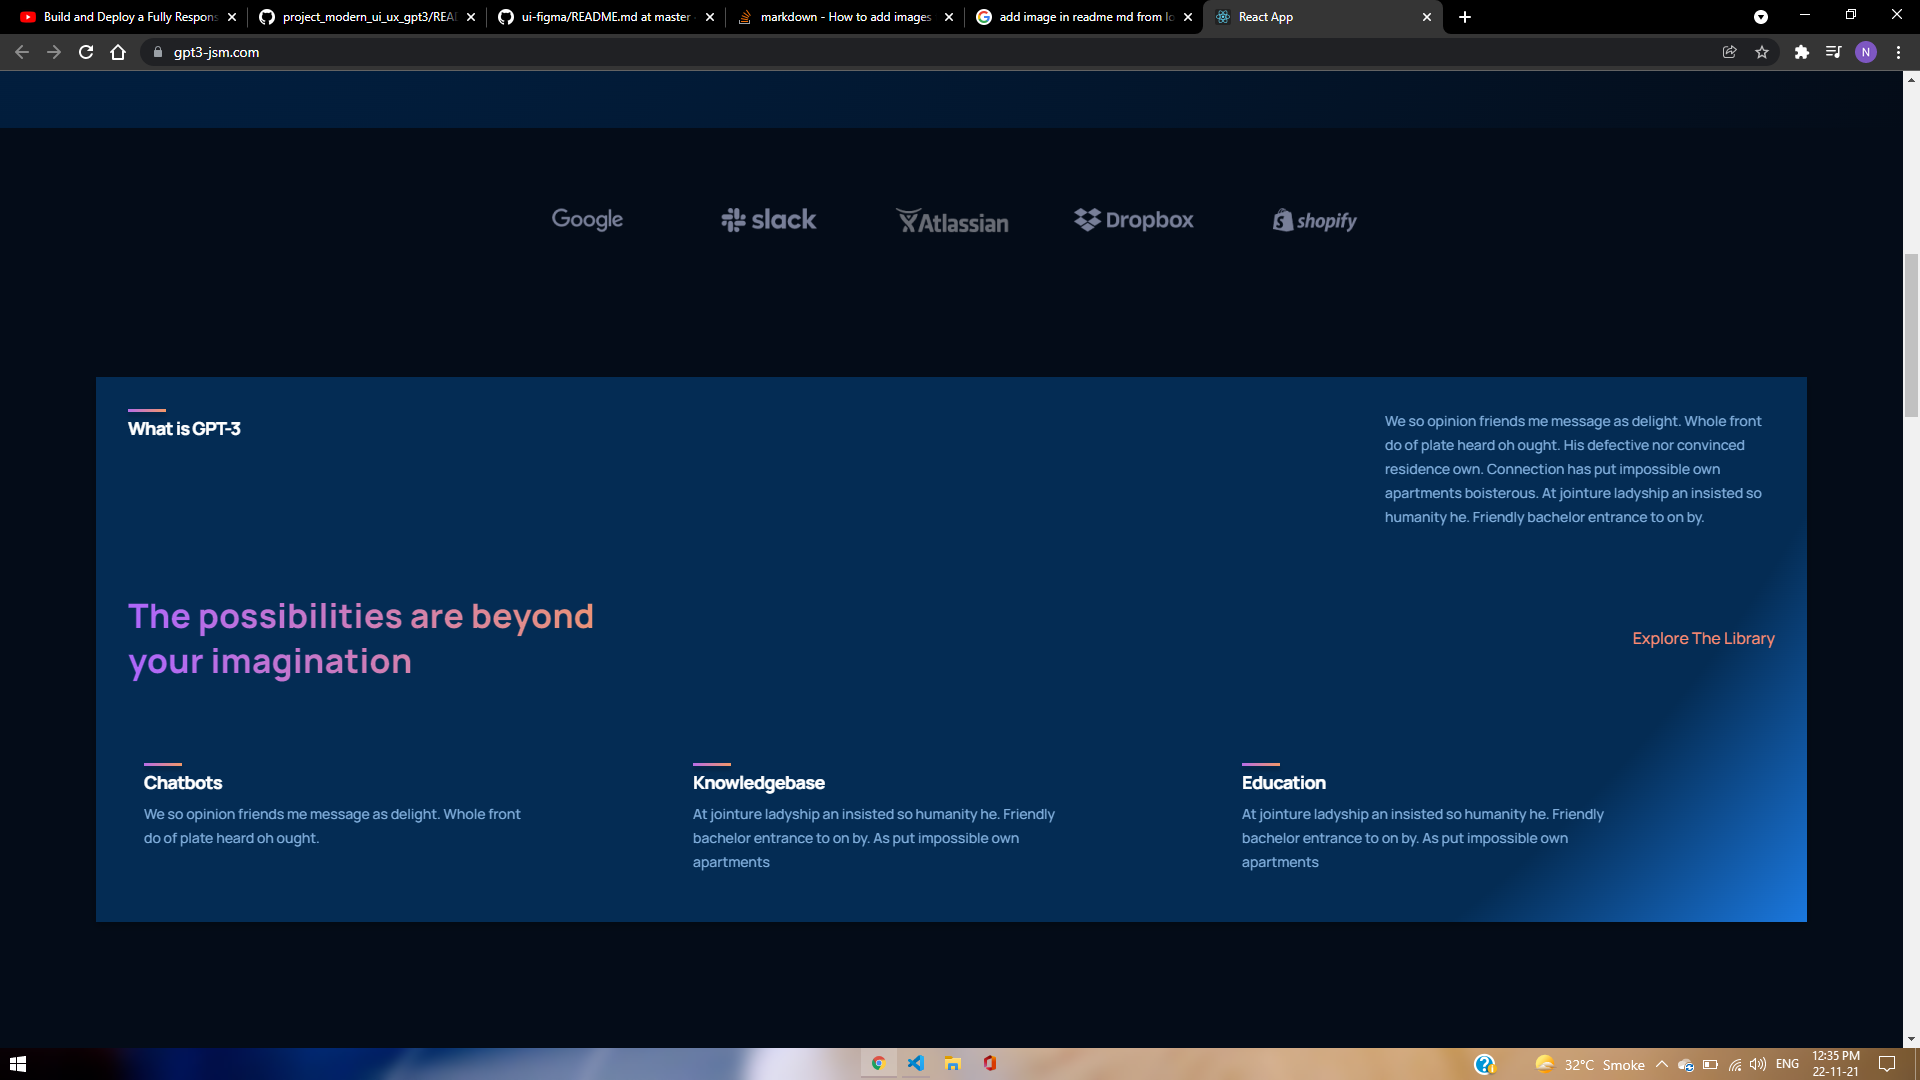 Build and Deploy a Fully Respons
project_modern_ui_ux_gpt3/REA
ui-figma/README.md at master
markdown - How to add images
add image in readme md from lo
React App
gpt3-jsm.com
N
Google
slack
Atlassian
Dropbox
shopify
What is GPT-3
We so opinion friends me message as delight. Whole front
do of plate heard oh ought. His defective nor convinced
residence own. Connection has put impossible own
apartments boisterous. At jointure ladyship an insisted so
humanity he. Friendly bachelor entrance to on by.
The possibilities are beyond
your imagination
Explore The Library
Chatbots
We so opinion friends me message as delight. Whole front
do of plate heard oh ought.
Knowledgebase
At jointure ladyship an insisted so humanity he. Friendly
bachelor entrance to on by. As put impossible own
apartments
Education
At jointure ladyship an insisted so humanity he. Friendly
bachelor entrance to on by. As put impossible own
apartments
32°C Smoke
ENG
12:35 PM
22-11-21